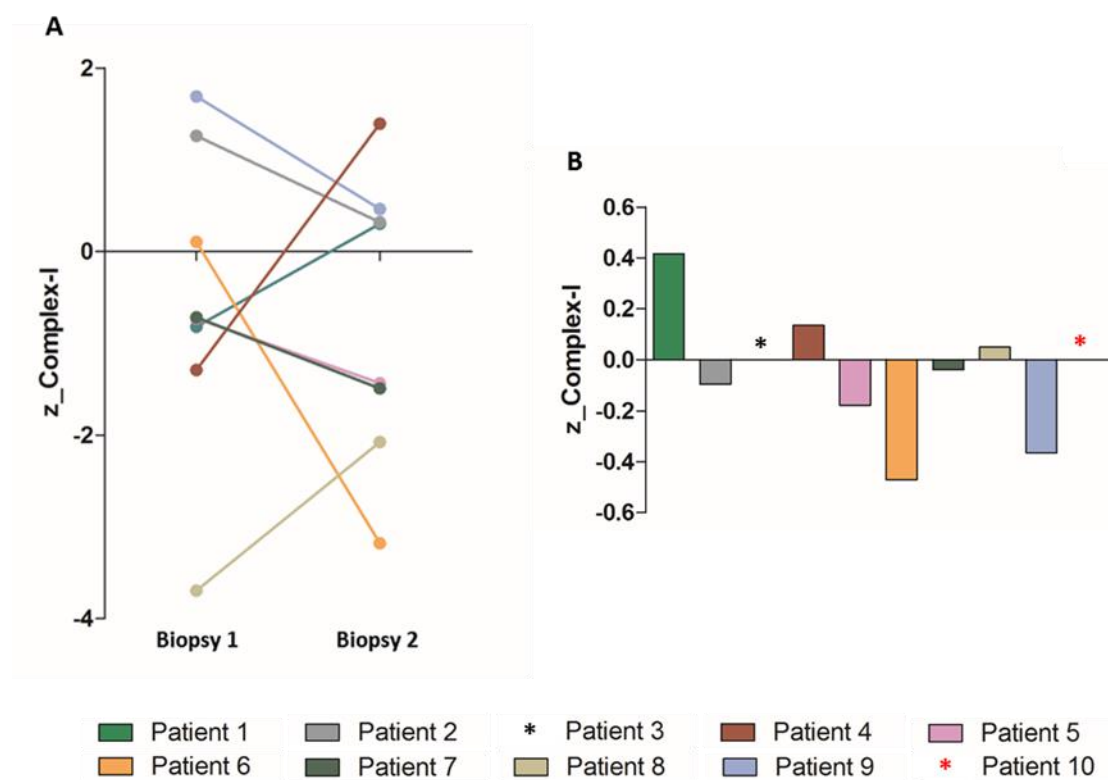 A
z_Complex-I
2
0
-2
-4
Biopsy 1 Biopsy 2
B
z_Complex-I
0.6
0.4
0.2
0.0
-0.2
-0.4
-0.6
*
*
Patient 1 Patient 2 * Patient 3 Patient 4 Patient 5
Patient 6 Patient 7 Patient 8 Patient 9 * Patient 10